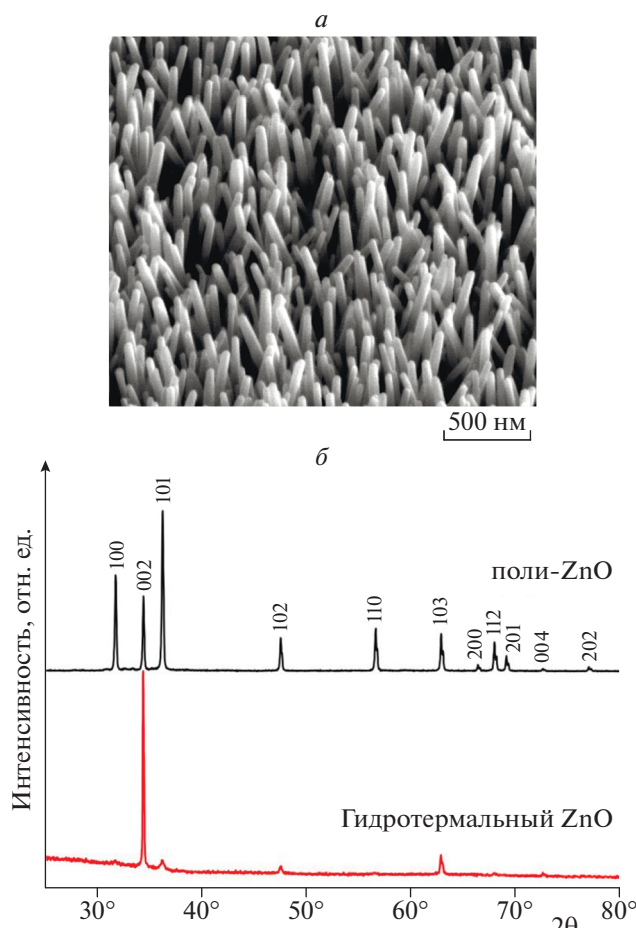 а
500 нм
б
Интенсивность, отн. ед.
поли-ZnO
100
002
101
102
110
103
200
112
201
004
202
Гидротермальный ZnO
30° 40° 50° 60° 70° 80°
2θ